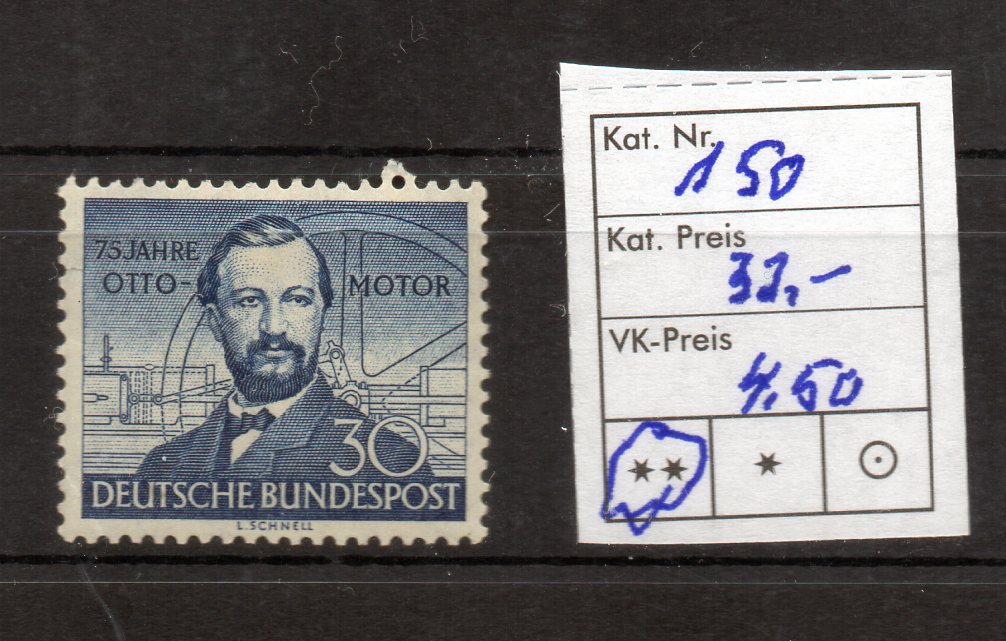 75 JAHRE
OTTO- MOTOR
30
DEUTSCHE BUNDESPOST
L. SCHNELL
Kat. Nr.
150
Kat. Preis
32,-
VK-Preis
4.50